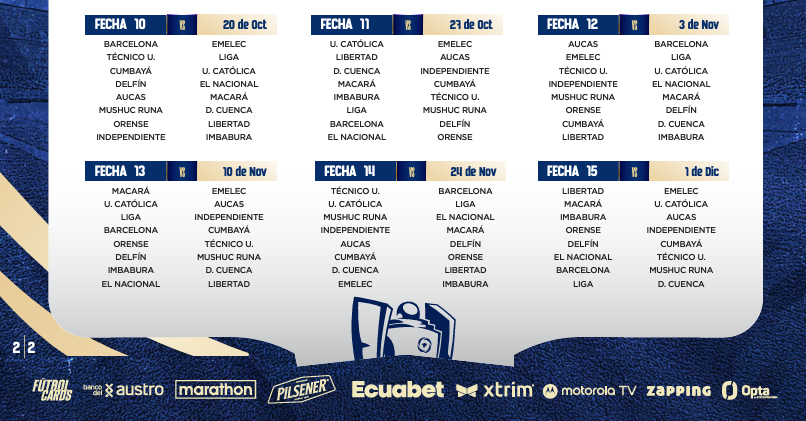 FECHA 10 VS 20 de Oct
BARCELONA EMELEC
TÉCNICO U. LIGA
CUMBAYÁ U. CATÓLICA
DELFÍN EL NACIONAL
AUCAS MACARÁ
MUSHUC RUNA D. CUENCA
ORENSE LIBERTAD
INDEPENDIENTE IMBABURA
FECHA 11 VS 27 de Oct
U. CATÓLICA EMELEC
LIBERTAD AUCAS
D. CUENCA INDEPENDIENTE
MACARÁ CUMBAYÁ
IMBABURA TÉCNICO U.
LIGA MUSHUC RUNA
BARCELONA DELFÍN
EL NACIONAL ORENSE
FECHA 12 VS 3 de Nov
AUCAS BARCELONA
EMELEC LIGA
TÉCNICO U. U. CATÓLICA
INDEPENDIENTE EL NACIONAL
MUSHUC RUNA MACARÁ
ORENSE DELFÍN
CUMBAYÁ D. CUENCA
LIBERTAD IMBABURA
FECHA 13 VS 10 de Nov
MACARÁ EMELEC
U. CATÓLICA AUCAS
LIGA INDEPENDIENTE
BARCELONA CUMBAYÁ
ORENSE TÉCNICO U.
DELFÍN MUSHUC RUNA
IMBABURA D. CUENCA
EL NACIONAL LIBERTAD
FECHA 14 VS 24 de Nov
TÉCNICO U. BARCELONA
U. CATÓLICA LIGA
MUSHUC RUNA EL NACIONAL
INDEPENDIENTE MACARÁ
AUCAS DELFÍN
CUMBAYÁ ORENSE
D. CUENCA LIBERTAD
EMELEC IMBABURA
FECHA 15 VS 1 de Dic
LIBERTAD EMELEC
MACARÁ U. CATÓLICA
IMBABURA AUCAS
ORENSE INDEPENDIENTE
DELFÍN CUMBAYÁ
EL NACIONAL TÉCNICO U.
BARCELONA MUSHUC RUNA
LIGA D. CUENCA
2|2
FÚTBOL CARDS
banco del austro
marathon
PILSENER
Ecuabet
xtrim
motorola TV
zapping
Opta